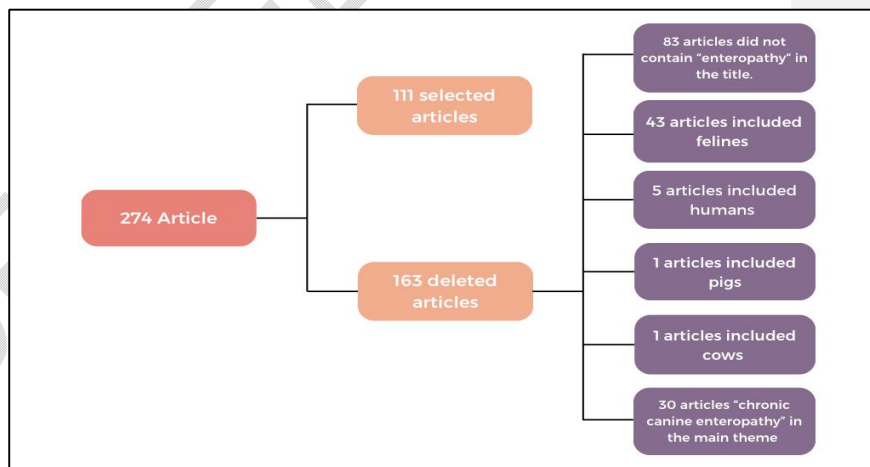 274 Article
111 selected
articles
163 deleted
articles
83 articles did not
contain "enteropathy" in
the title.
43 articles included
felines
5 articles included
humans
1 articles included
pigs
1 articles included
cows
30 articles "chronic
canine enteropathy" in
the main theme